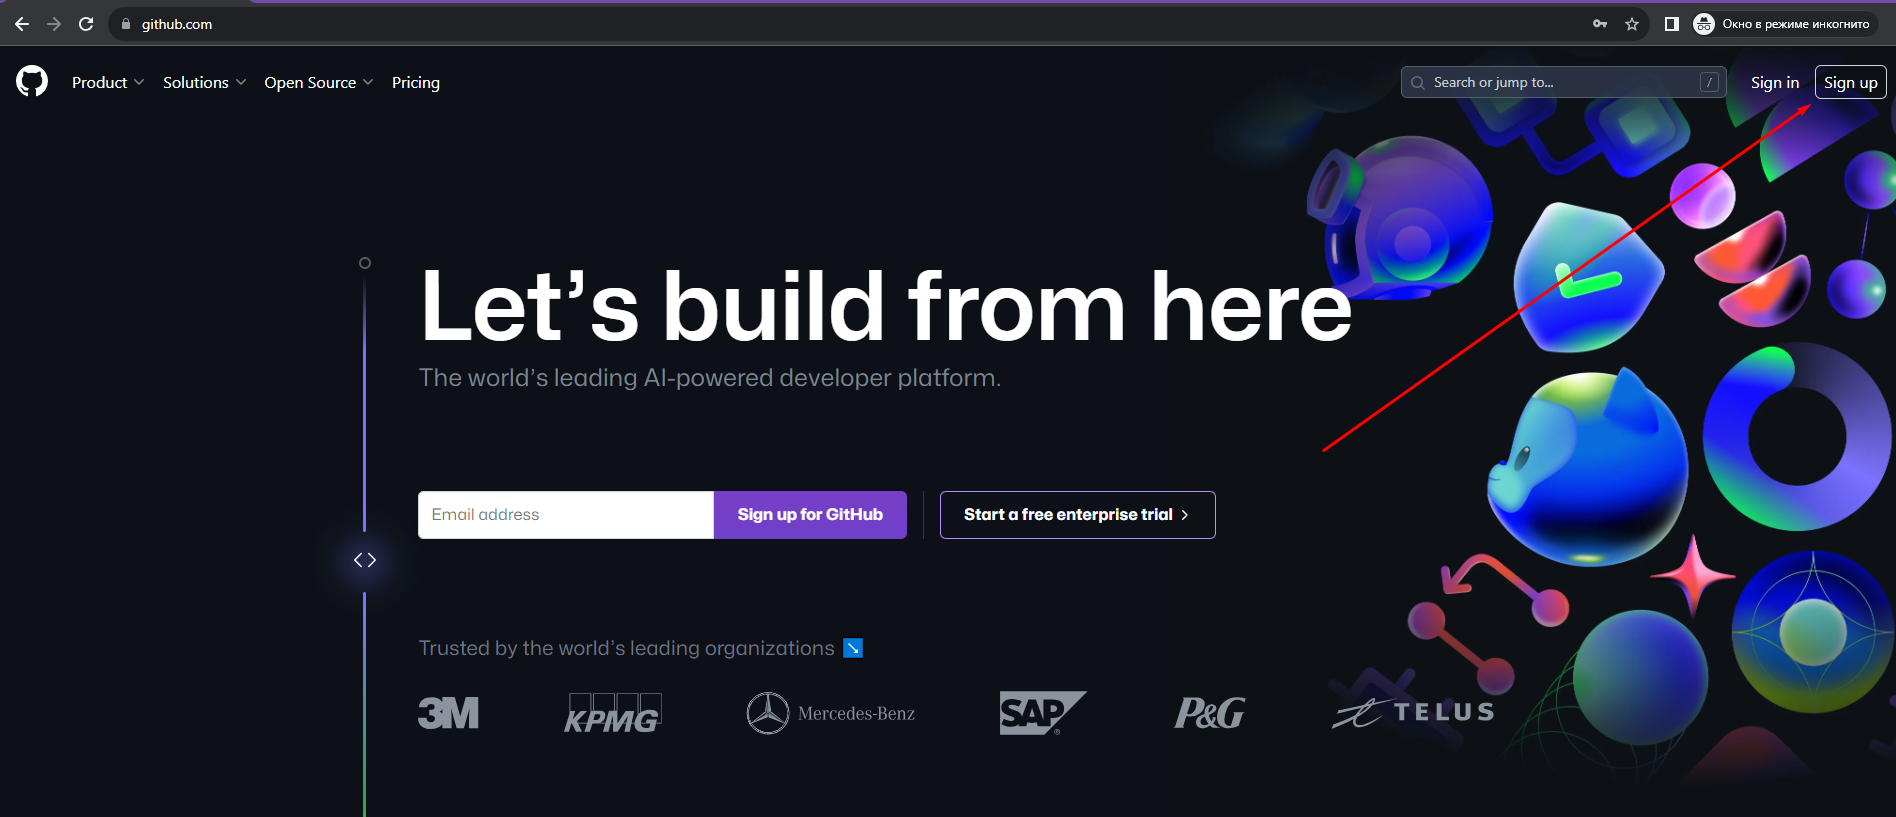 github.com
Окно в режиме инкогнито
Product Solutions Open Source Pricing
Search or jump to... /
Sign in
Sign up
Let’s build from here
The world’s leading AI-powered developer platform.
Email address
Sign up for GitHub
Start a free enterprise trial
Trusted by the world’s leading organizations
3M
KPMG
Mercedes-Benz
SAP
®
P&G
TELUS